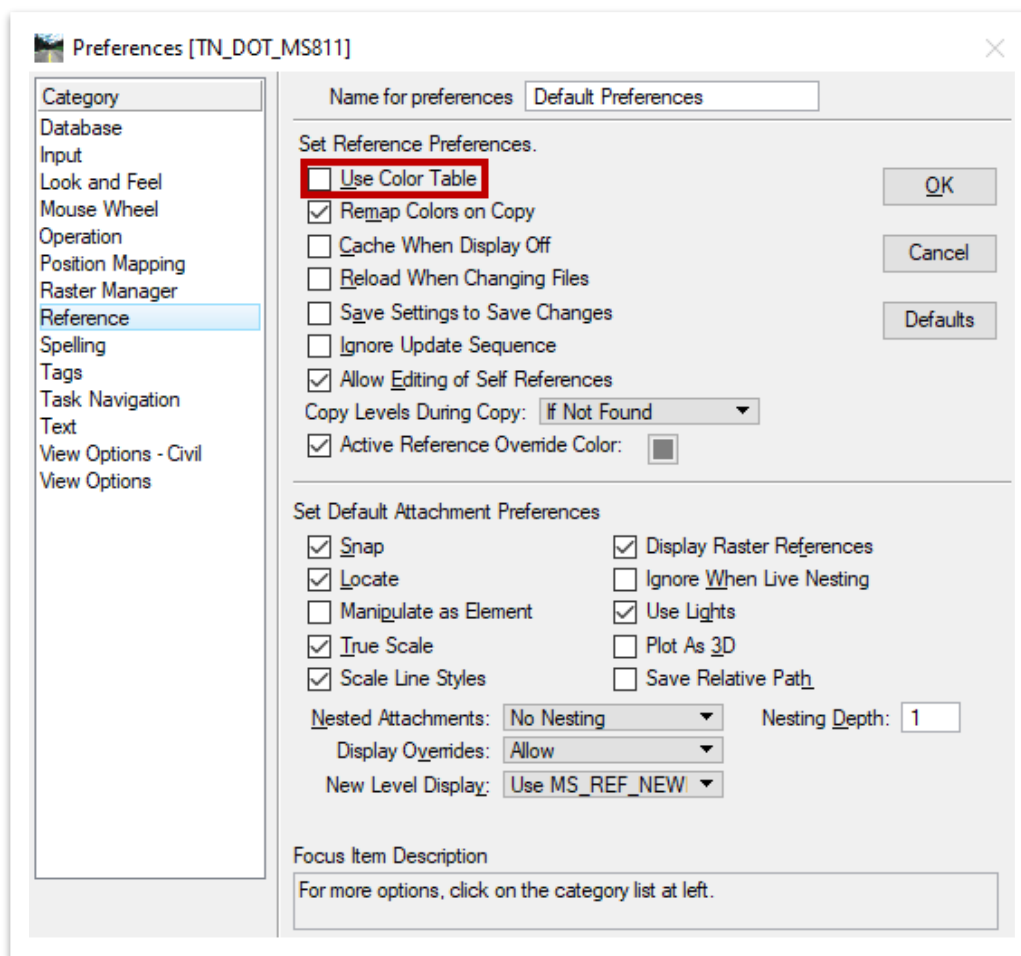 Preferences [TN_DOT_MS811]
Category
Database
Input
Look and Feel
Mouse Wheel
Operation
Position Mapping
Raster Manager
Reference
Spelling
Tags
Task Navigation
Text
View Options - Civil
View Options
Name for preferences Default Preferences
Set Reference Preferences.
Use Color Table
Remap Colors on Copy
Cache When Display Off
Reload When Changing Files
Save Settings to Save Changes
Ignore Update Sequence
Allow Editing of Self References
Copy Levels During Copy: If Not Found
Active Reference Override Color:
OK
Cancel
Defaults
Set Default Attachment Preferences
Snap
Locate
Manipulate as Element
True Scale
Scale Line Styles
Display Raster References
Ignore When Live Nesting
Use Lights
Plot As 3D
Save Relative Path
Nested Attachments: No Nesting Nesting Depth: 1
Display Overrides: Allow
New Level Display: Use MS_REF_NEW
Focus Item Description
For more options, click on the category list at left.